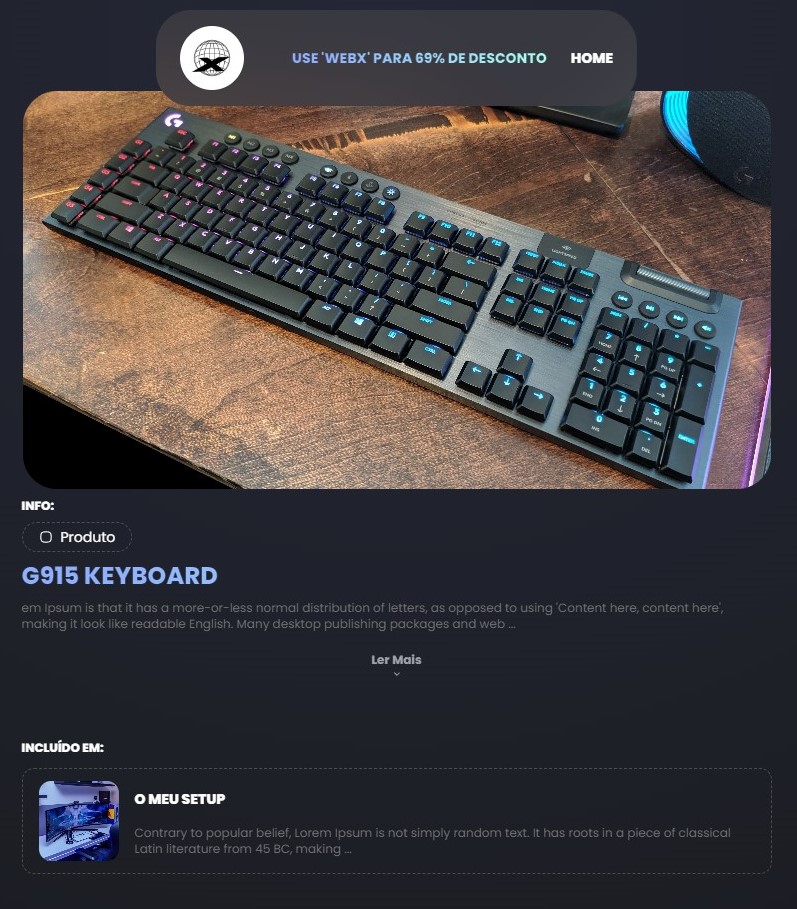 USE 'WEBX' PARA 69% DE DESCONTO
HOME
INFO:
Produto
G915 KEYBOARD
em Ipsum is that it has a more-or-less normal distribution of letters, as opposed to using 'Content here, content here',
making it look like readable English. Many desktop publishing packages and web ...
Ler Mais
INCLUÍDO EM:
O MEU SETUP
Contrary to popular belief, Lorem Ipsum is not simply random text. It has roots in a piece of classical
Latin literature from 45 BC, making ...